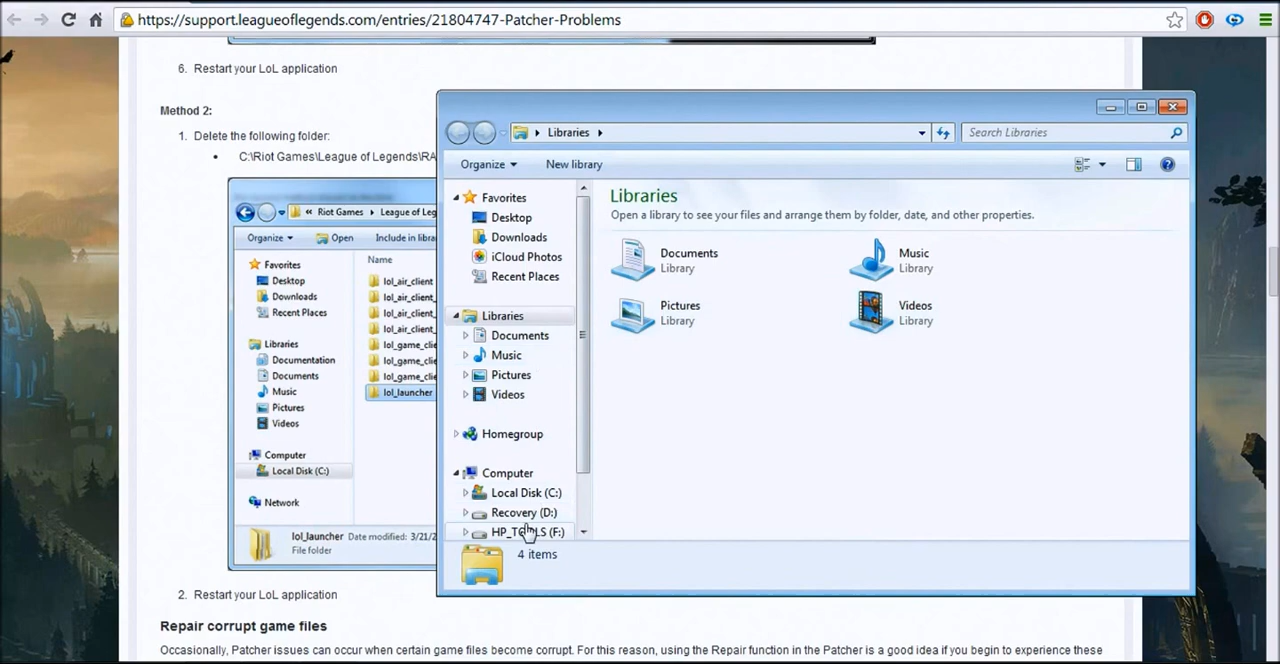 https://support.leagueoflegends.com/entries/21804747-Patcher-Problems
6. Restart your LoL application
Method 2:
1. Delete the following folder:
C:\Riot Games\League of Legends\RA
Riot Games
League of Leg
Organize
Open
Include in libra
Favorites
Desktop
Downloads
Recent Places
Libraries
Documentation
Documents
Music
Pictures
Videos
Computer
Local Disk (C:)
Network
Name
lol_air_client
lol_air_client_
lol_air_client_
lol_air_client_
lol_game_clie
lol_game_clie
lol_game_clie
lol_launcher
lol_launcher Date modified: 3/21/2
File folder
Libraries
Search Libraries
Organize
New library
Favorites
Desktop
Downloads
iCloud Photos
Recent Places
Libraries
Documents
Music
Pictures
Videos
Homegroup
Computer
Local Disk (C:)
Recovery (D:)
HP_TOOLS (F:)
Libraries
Open a library to see your files and arrange them by folder, date, and other properties.
Documents
Library
Music
Library
Pictures
Library
Videos
Library
4 items
2. Restart your LoL application
Repair corrupt game files
Occasionally, Patcher issues can occur when certain game files become corrupt. For this reason, using the Repair function in the Patcher is a good idea if you begin to experience these